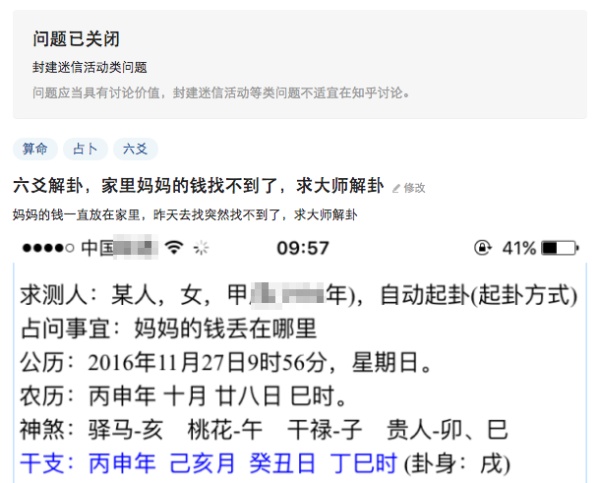 问题已关闭
封建迷信活动类问题
问题应当具有讨论价值，封建迷信活动等类问题不适宜在知乎讨论。
算命 占卜 六爻
六爻解卦，家里妈妈的钱找不到了，求大师解卦 修改
妈妈的钱一直放在家里，昨天去找突然找不到了，求大师解卦
中国 09:57 41%
求测人：某人，女，甲 年)，自动起卦(起卦方式)
占问事宜：妈妈的钱丢在哪里
公历：2016年11月27日9时56分，星期日。
农历：丙申年 十月 廿八日 巳时。
神煞：驿马-亥 桃花-午 干禄-子 贵人-卯、巳
干支：丙申年 己亥月 癸丑日 丁巳时 (卦身：戌)